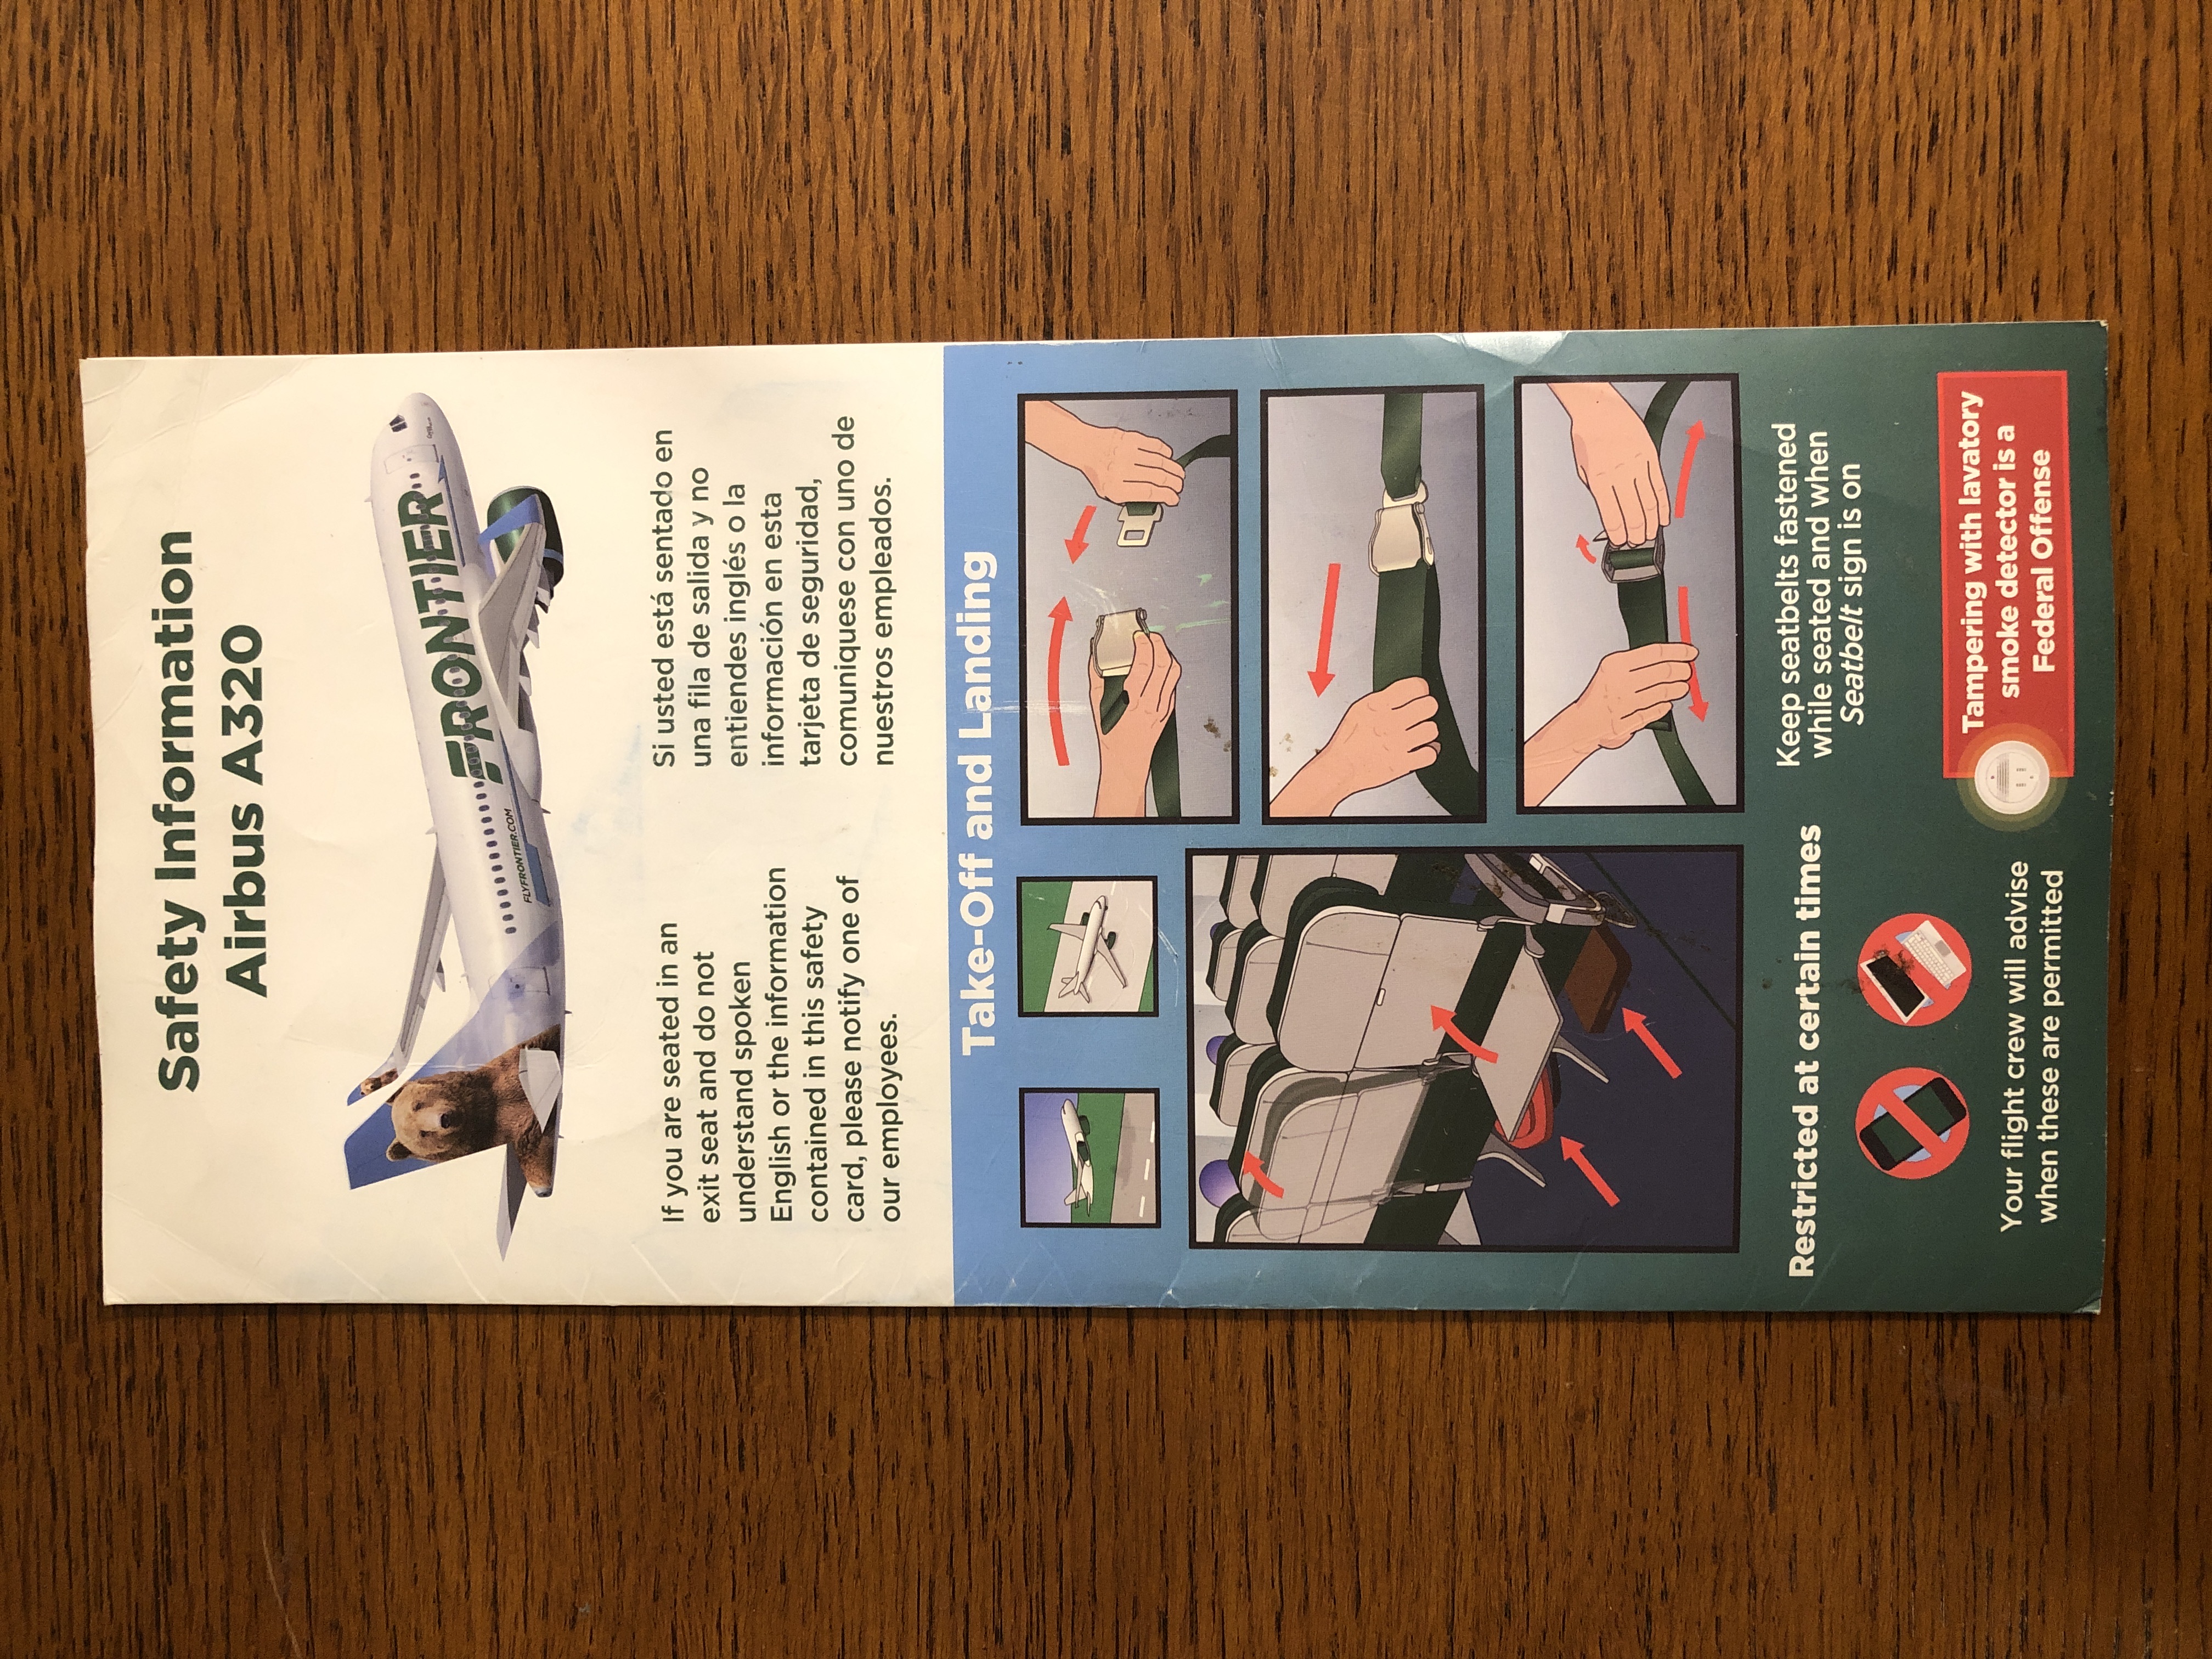 Safety Information
Airbus A320
FRONTIER
FLYFRONTIER.COM
If you are seated in an
exit seat and do not
understand spoken
English or the information
contained in this safety
card, please notify one of
our employees.
Si usted está sentado en
una fila de salida y no
entiendes inglés o la
información en esta
tarjeta de seguridad,
comuniquese con uno de
nuestros empleados.
Take-Off and Landing
Restricted at certain times
Your flight crew will advise
when these are permitted
Keep seatbelts fastened
while seated and when
Seatbelt sign is on
Tampering with lavatory
smoke detector is a
Federal Offense